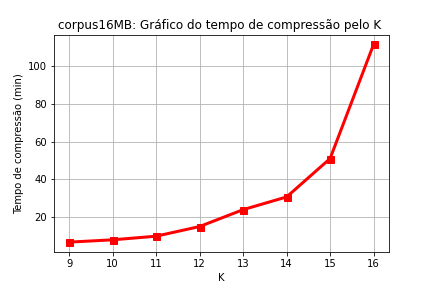 corpus16MB: Gráfico do tempo de compressão pelo K
Tempo de compressão (min)
100
80
60
40
20
9 10 11 12 13 14 15 16
K